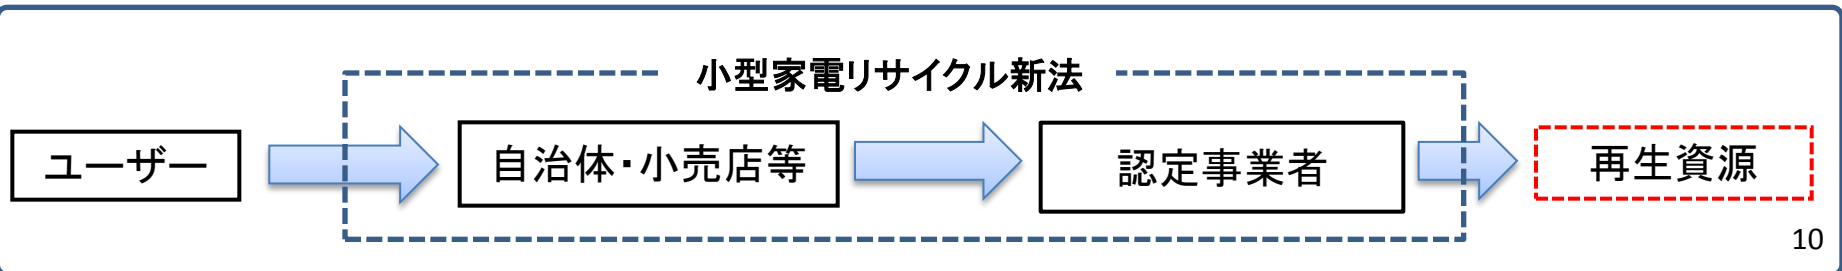 小型家電リサイクル新法
ユーザー
自治体・小売店等
認定事業者
再生資源
10